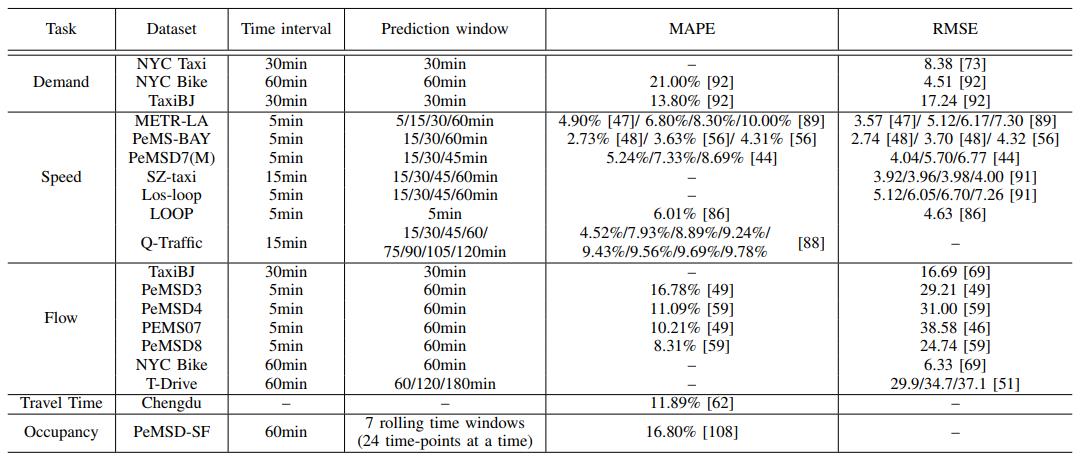 Task Dataset Time interval Prediction window MAPE RMSE
NYC Taxi 30min 30min – 8.38 [73]
Demand NYC Bike 60min 60min 21.00% [92] 4.51 [92]
TaxiBJ 30min 30min 13.80% [92] 17.24 [92]
METR-LA 5min 5/15/30/60min 4.90% [47]/ 6.80%/8.30%/10.00% [89] 3.57 [47]/ 5.12/6.17/7.30 [89]
PeMS-BAY 5min 15/30/60min 2.73% [48]/ 3.63% [56]/ 4.31% [56] 2.74 [48]/ 3.70 [48]/ 4.32 [56]
PeMSD7(M) 5min 15/30/45min 5.24%/7.33%/8.69% [44] 4.04/5.70/6.77 [44]
Speed SZ-taxi 15min 15/30/45/60min – 3.92/3.96/3.98/4.00 [91]
Los-loop 5min 15/30/45/60min – 5.12/6.05/6.70/7.26 [91]
LOOP 5min 5min 6.01% [86] 4.63 [86]
Q-Traffic 15min 15/30/45/60/ 4.52%/7.93%/8.89%/9.24%/ [88] –
75/90/105/120min 9.43%/9.56%/9.69%/9.78%
TaxiBJ 30min 30min – 16.69 [69]
PeMSD3 5min 60min 16.78% [49] 29.21 [49]
PeMSD4 5min 60min 11.09% [59] 31.00 [59]
Flow PEMS07 5min 60min 10.21% [49] 38.58 [46]
PeMSD8 5min 60min 8.31% [59] 24.74 [59]
NYC Bike 60min 60min – 6.33 [69]
T-Drive 60min 60/120/180min – 29.9/34.7/37.1 [51]
Travel Time Chengdu – – 11.89% [62] –
Occupancy PeMSD-SF 60min 7 rolling time windows 16.80% [108] –
(24 time-points at a time)